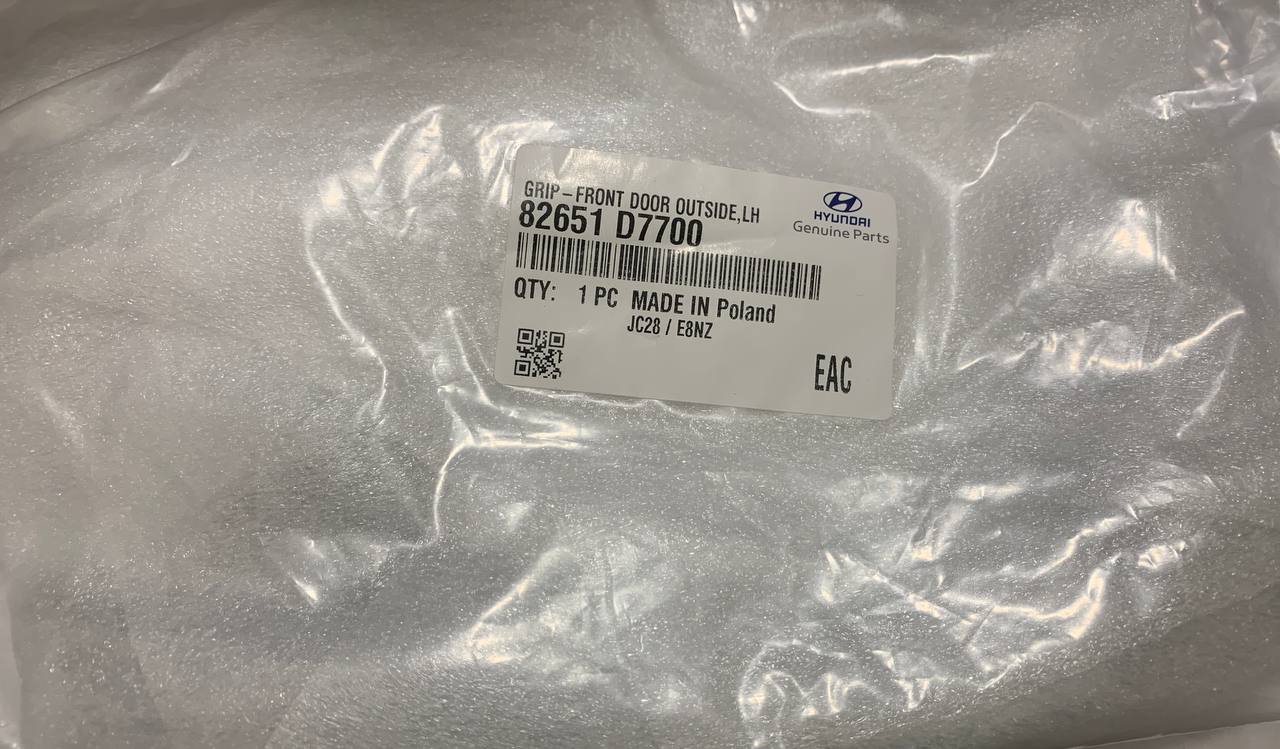 GRIP-FRONT DOOR OUTSIDE,LH
82651 D7700
HYUNDAI
Genuine Parts
QTY: 1 PC MADE IN Poland
JC28 / E8NZ
EAC